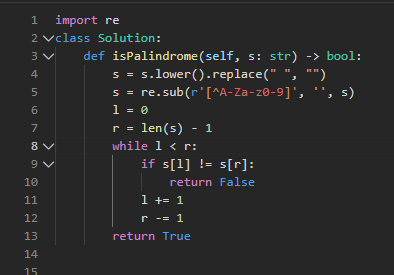 1 import re
2 class Solution:
3     def isPalindrome(self, s: str) -> bool:
4         s = s.lower().replace(" ", "")
5         s = re.sub(r'[^A-Za-z0-9]', '', s)
6         l = 0
7         r = len(s) - 1
8         while l < r:
9             if s[l] != s[r]:
10                 return False
11             l += 1
12             r -= 1
13         return True
14
15